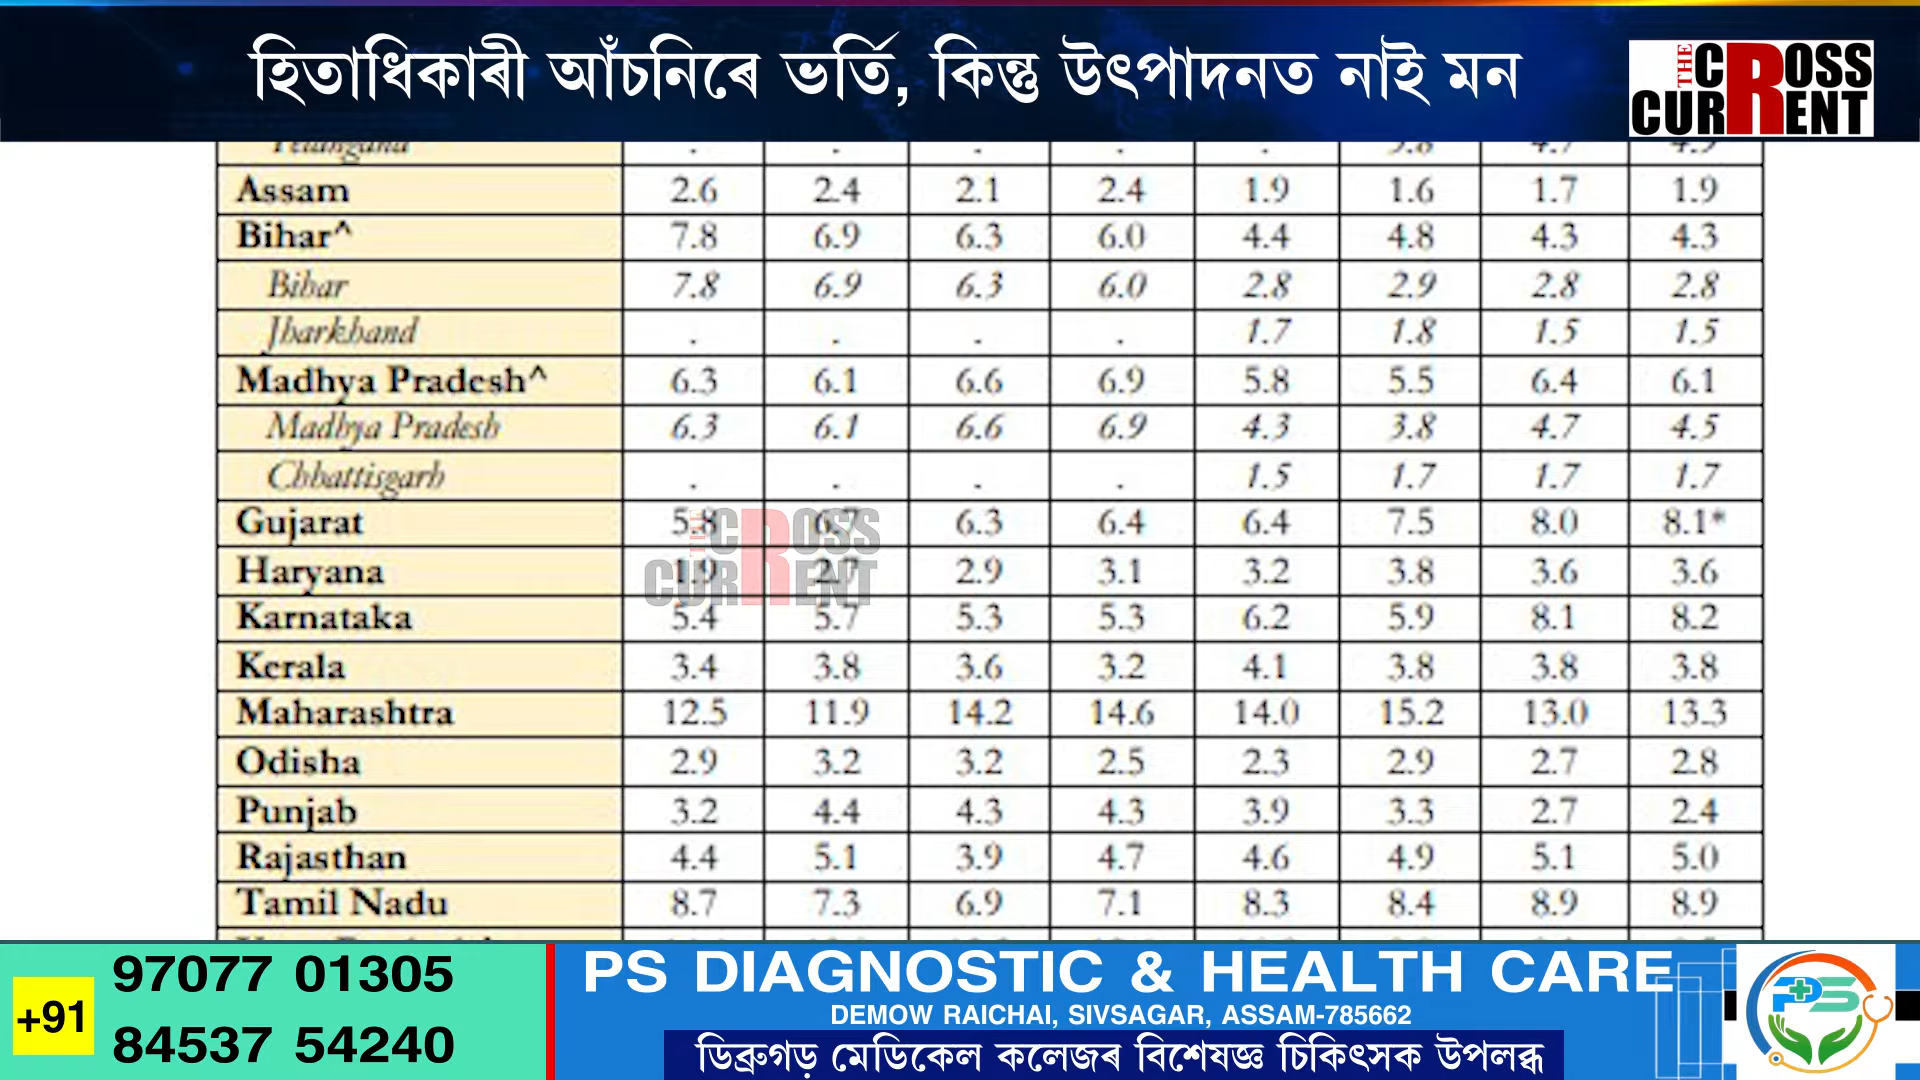 হিতাধিকাৰী আঁচনিৰে ভৰ্তি, কিন্তু উৎপাদনত নাই মন
THE CROSS CURRENT
Telangana . . . . . 5.8 4.7 4.9
Assam 2.6 2.4 2.1 2.4 1.9 1.6 1.7 1.9
Bihar^ 7.8 6.9 6.3 6.0 4.4 4.8 4.3 4.3
Bihar 7.8 6.9 6.3 6.0 2.8 2.9 2.8 2.8
Jharkhand . . . . 1.7 1.8 1.5 1.5
Madhya Pradesh^ 6.3 6.1 6.6 6.9 5.8 5.5 6.4 6.1
Madhya Pradesh 6.3 6.1 6.6 6.9 4.3 3.8 4.7 4.5
Chhattisgarh . . . . 1.5 1.7 1.7 1.7
Gujarat 5.8 6.7 6.3 6.4 6.4 7.5 8.0 8.1*
THE CROSS CURRENT
Haryana 1.9 2.7 2.9 3.1 3.2 3.8 3.6 3.6
Karnataka 5.4 5.7 5.3 5.3 6.2 5.9 8.1 8.2
Kerala 3.4 3.8 3.6 3.2 4.1 3.8 3.8 3.8
Maharashtra 12.5 11.9 14.2 14.6 14.0 15.2 13.0 13.3
Odisha 2.9 3.2 3.2 2.5 2.3 2.9 2.7 2.8
Punjab 3.2 4.4 4.3 4.3 3.9 3.3 2.7 2.4
Rajasthan 4.4 5.1 3.9 4.7 4.6 4.9 5.1 5.0
Tamil Nadu 8.7 7.3 6.9 7.1 8.3 8.4 8.9 8.9
+91 97077 01305
84537 54240
PS DIAGNOSTIC & HEALTH CARE
DEMOW RAICHAI, SIVSAGAR, ASSAM-785662
ডিব্ৰুগড় মেডিকেল কলেজৰ বিশেষজ্ঞ চিকিৎসক উপলব্ধ
PS